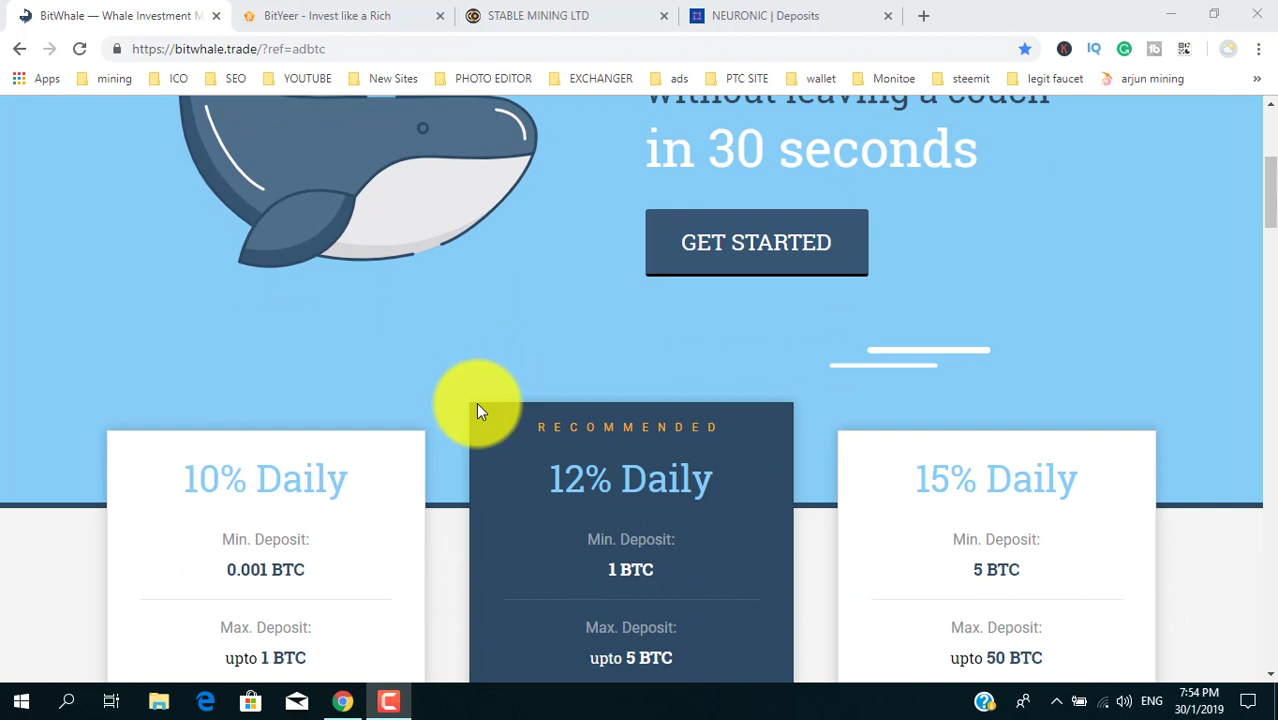 BitWhale — Whale Investment M
BitYeer - Invest like a Rich
STABLE MINING LTD
NEURONIC | Deposits
https://bitwhale.trade/?ref=adbtc
Apps
mining
ICO
SEO
YOUTUBE
New Sites
PHOTO EDITOR
EXCHANGER
ads
PTC SITE
wallet
Monitoe
steemit
legit faucet
arjun mining
without leaving a couch
in 30 seconds
GET STARTED
10% Daily
Min. Deposit:
0.001 BTC
Max. Deposit:
upto 1 BTC
RECOMMENDED
12% Daily
Min. Deposit:
1 BTC
Max. Deposit:
upto 5 BTC
15% Daily
Min. Deposit:
5 BTC
Max. Deposit:
upto 50 BTC
ENG
7:54 PM
30/1/2019